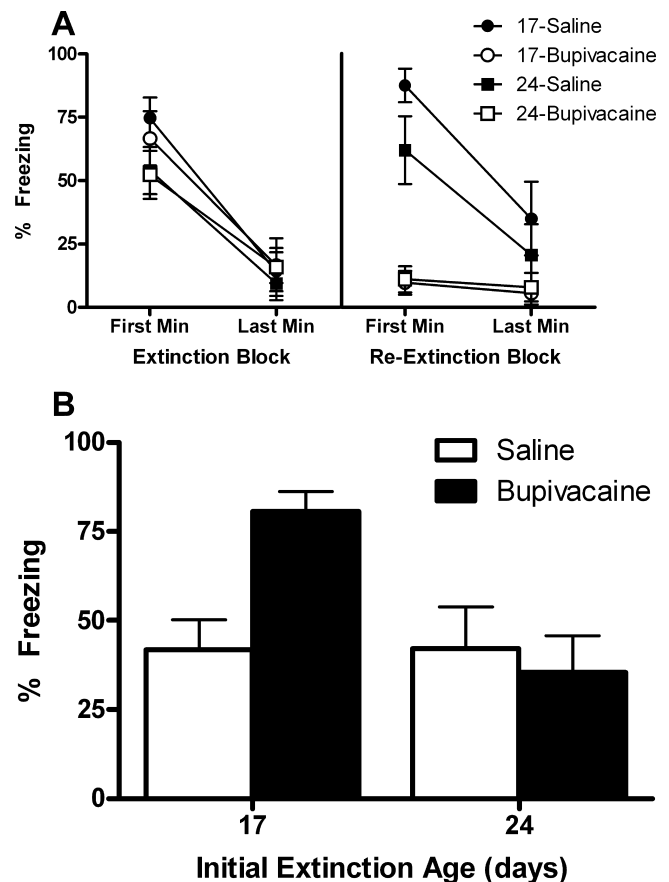 A
17-Saline
17-Bupivacaine
24-Saline
24-Bupivacaine
100
75
50
25
0
% Freezing
First Min Last Min First Min Last Min
Extinction Block Re-Extinction Block
B
Saline
Bupivacaine
100
75
50
25
0
% Freezing
17 24
Initial Extinction Age (days)